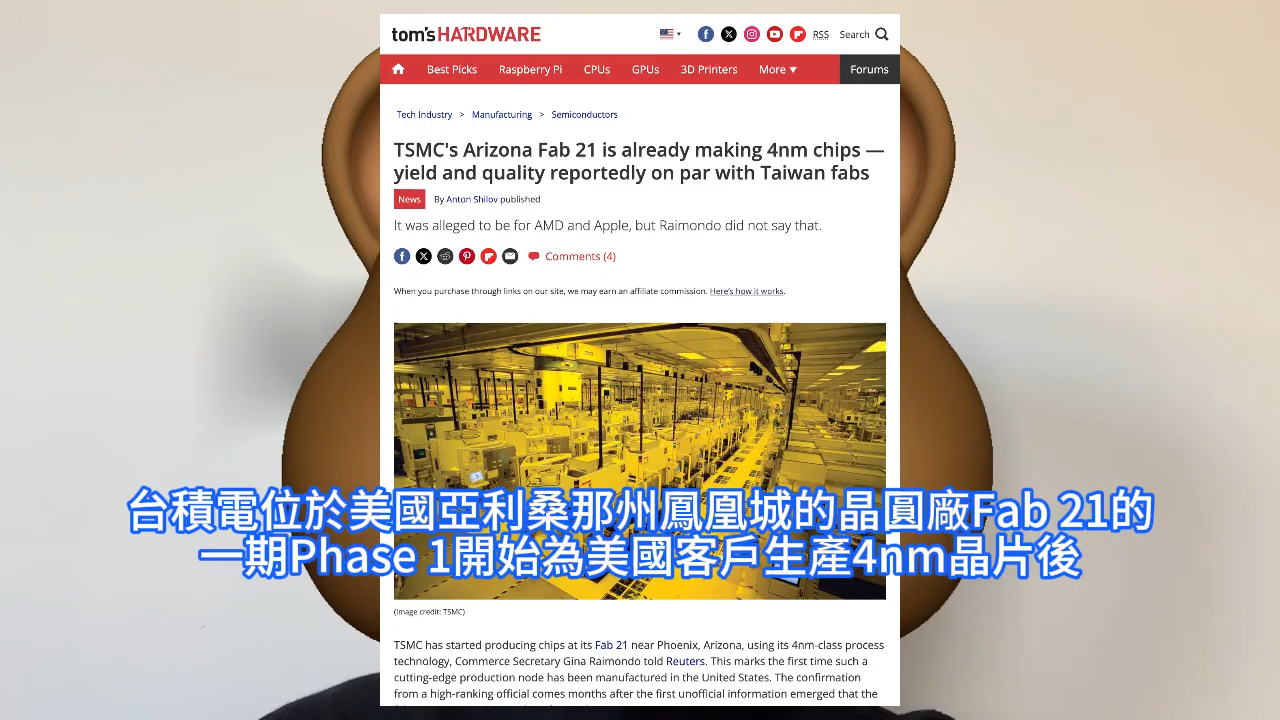 tom's HARDWARE
RSS Search
Best Picks Raspberry Pi CPUs GPUs 3D Printers More Forums
Tech Industry > Manufacturing > Semiconductors
TSMC's Arizona Fab 21 is already making 4nm chips —
yield and quality reportedly on par with Taiwan fabs
News By Anton Shilov published
It was alleged to be for AMD and Apple, but Raimondo did not say that.
Comments (4)
When you purchase through links on our site, we may earn an affiliate commission. Here's how it works.
台積電位於美國亞利桑那州鳳凰城的晶圓廠Fab 21的
一期Phase 1開始為美國客戶生產4nm晶片後
(Image credit: TSMC)
TSMC has started producing chips at its Fab 21 near Phoenix, Arizona, using its 4nm-class process
technology, Commerce Secretary Gina Raimondo told Reuters. This marks the first time such a
cutting-edge production node has been manufactured in the United States. The confirmation
from a high-ranking official comes months after the first unofficial information emerged that the